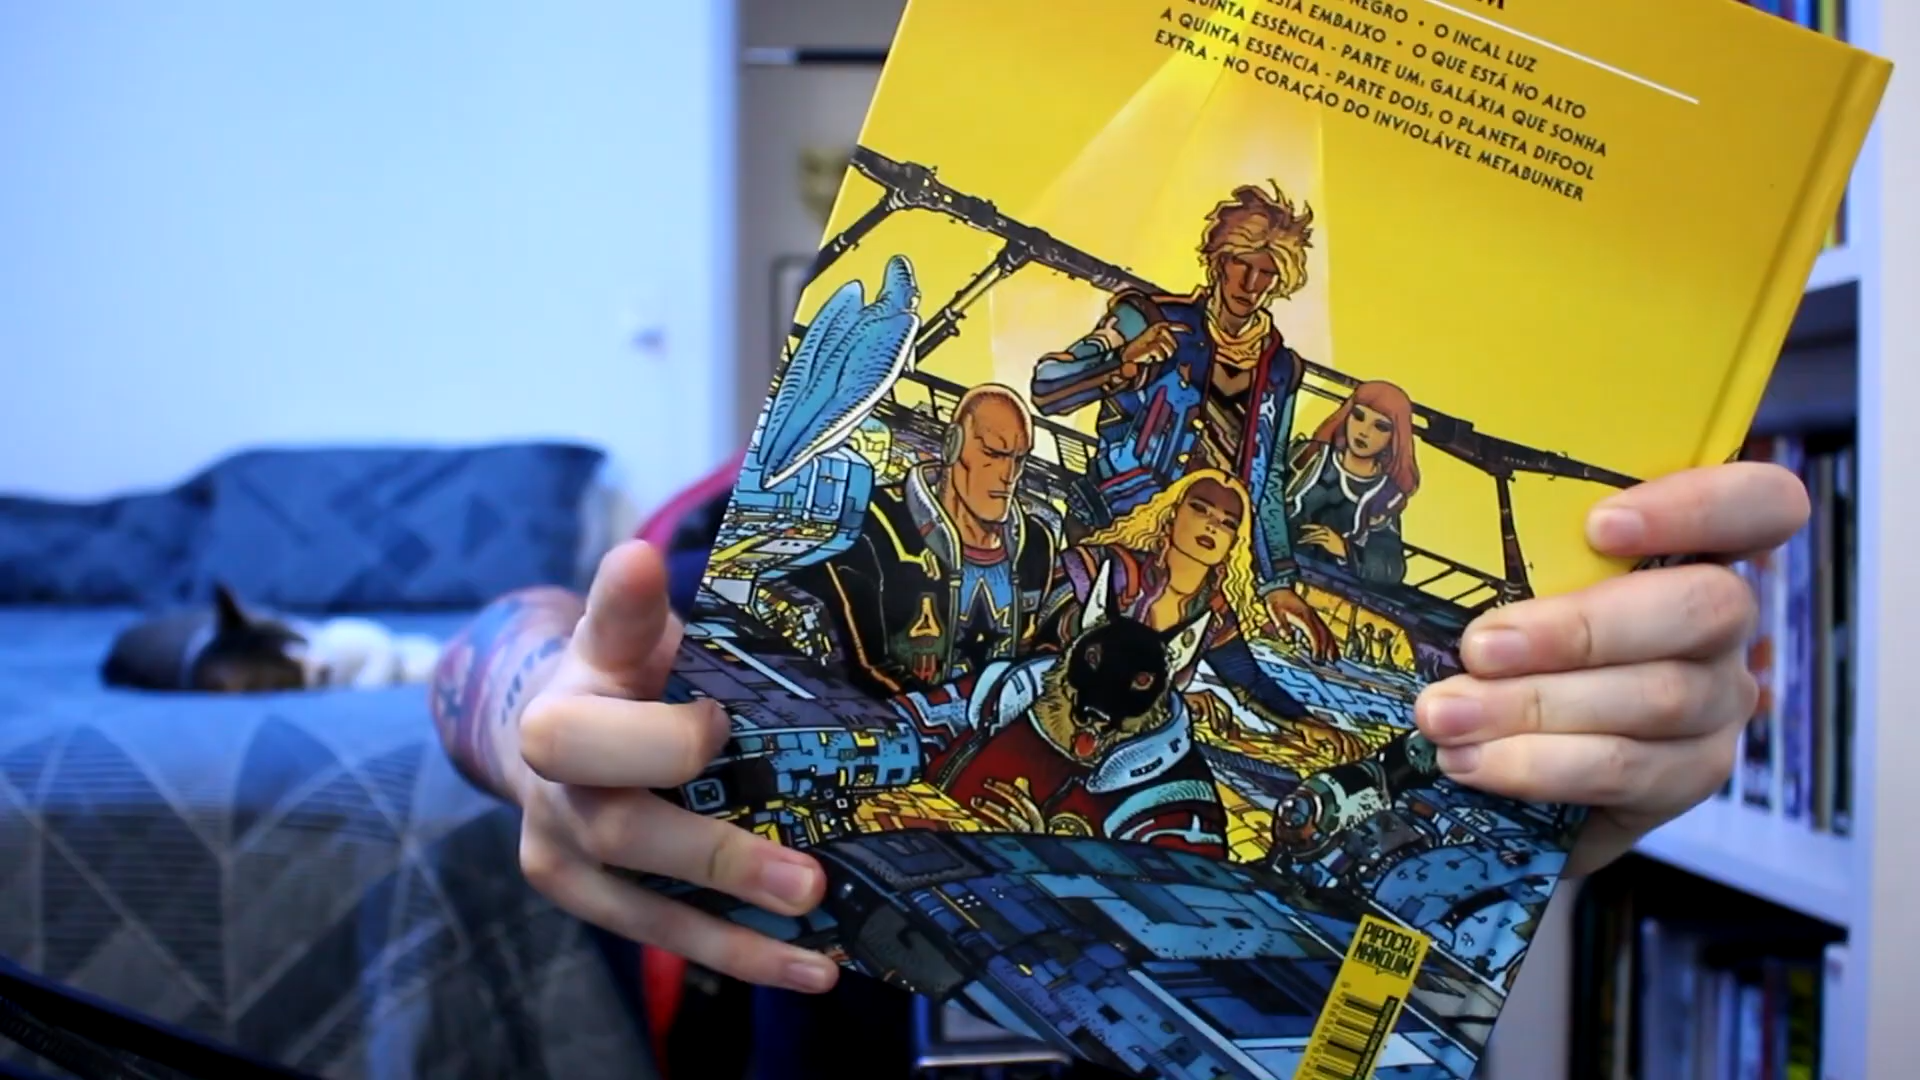 NEGRO • O INCAL LUZ
ESTÁ EMBAIXO • O QUE ESTÁ NO ALTO
QUINTA ESSÊNCIA - PARTE UM: GALÁXIA QUE SONHA
A QUINTA ESSÊNCIA - PARTE DOIS: O PLANETA DIFOOL
EXTRA - NO CORAÇÃO DO INVIOLÁVEL METABUNKER
PIPOCA &
NANQUIM